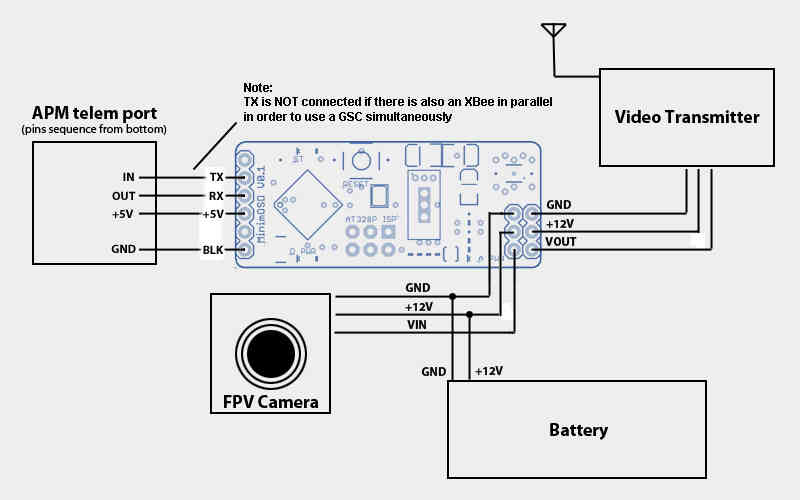 Note:
TX is NOT connected if there is also an XBee in parallel
in order to use a GSC simultaneously
APM telem port
(pins sequence from bottom)
IN
OUT
+5V
GND
TX
RX
+5V
BLK
MinimOSD V0.1
RESET
AT328P ISP
Video Transmitter
GND
+12V
VOUT
GND
+12V
VIN
FPV Camera
GND
+12V
Battery